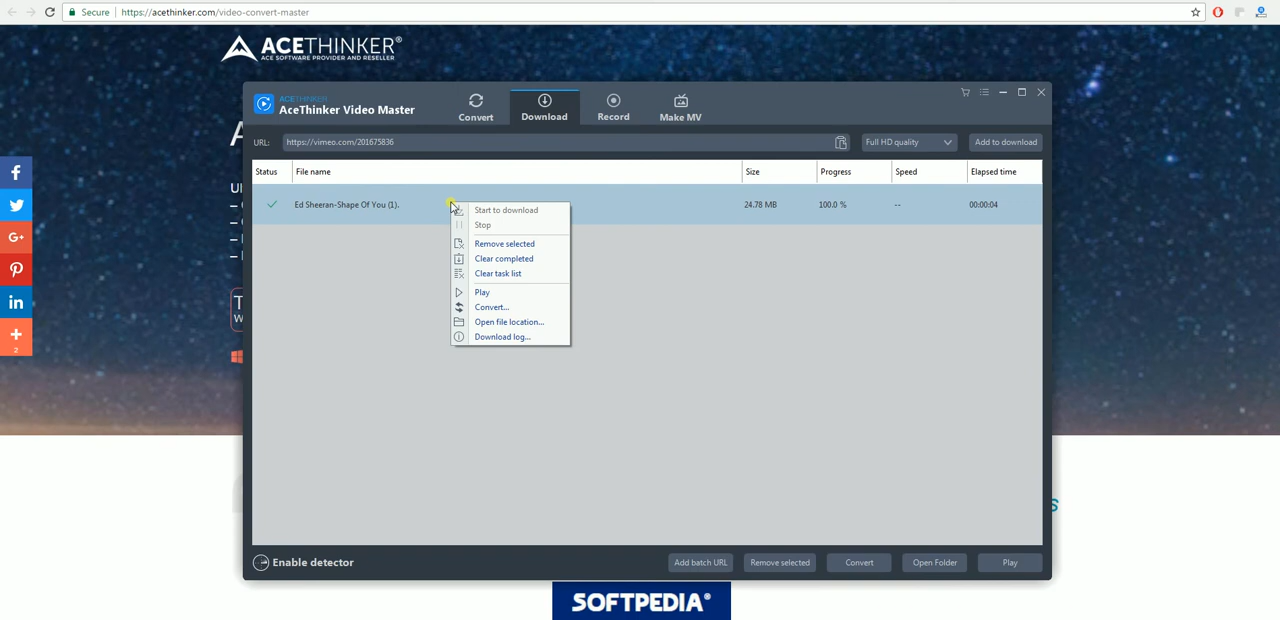 Secure https://acethinker.com/video-convert-master
ACETHINKER®
ACE SOFTWARE PROVIDER AND RESELLER
ACETHINKER
AceThinker Video Master
Convert
Download
Record
Make MV
URL: https://vimeo.com/201675836 Full HD quality Add to download
Status File name Size Progress Speed Elapsed time
Ed Sheeran-Shape Of You (1). 24.78 MB 100.0 % -- 00:00:04
Start to download
Stop
Remove selected
Clear completed
Clear task list
Play
Convert...
Open file location...
Download log...
Enable detector Add batch URL Remove selected Convert Open Folder Play
f
G+
in
+
2
SOFTPEDIA®